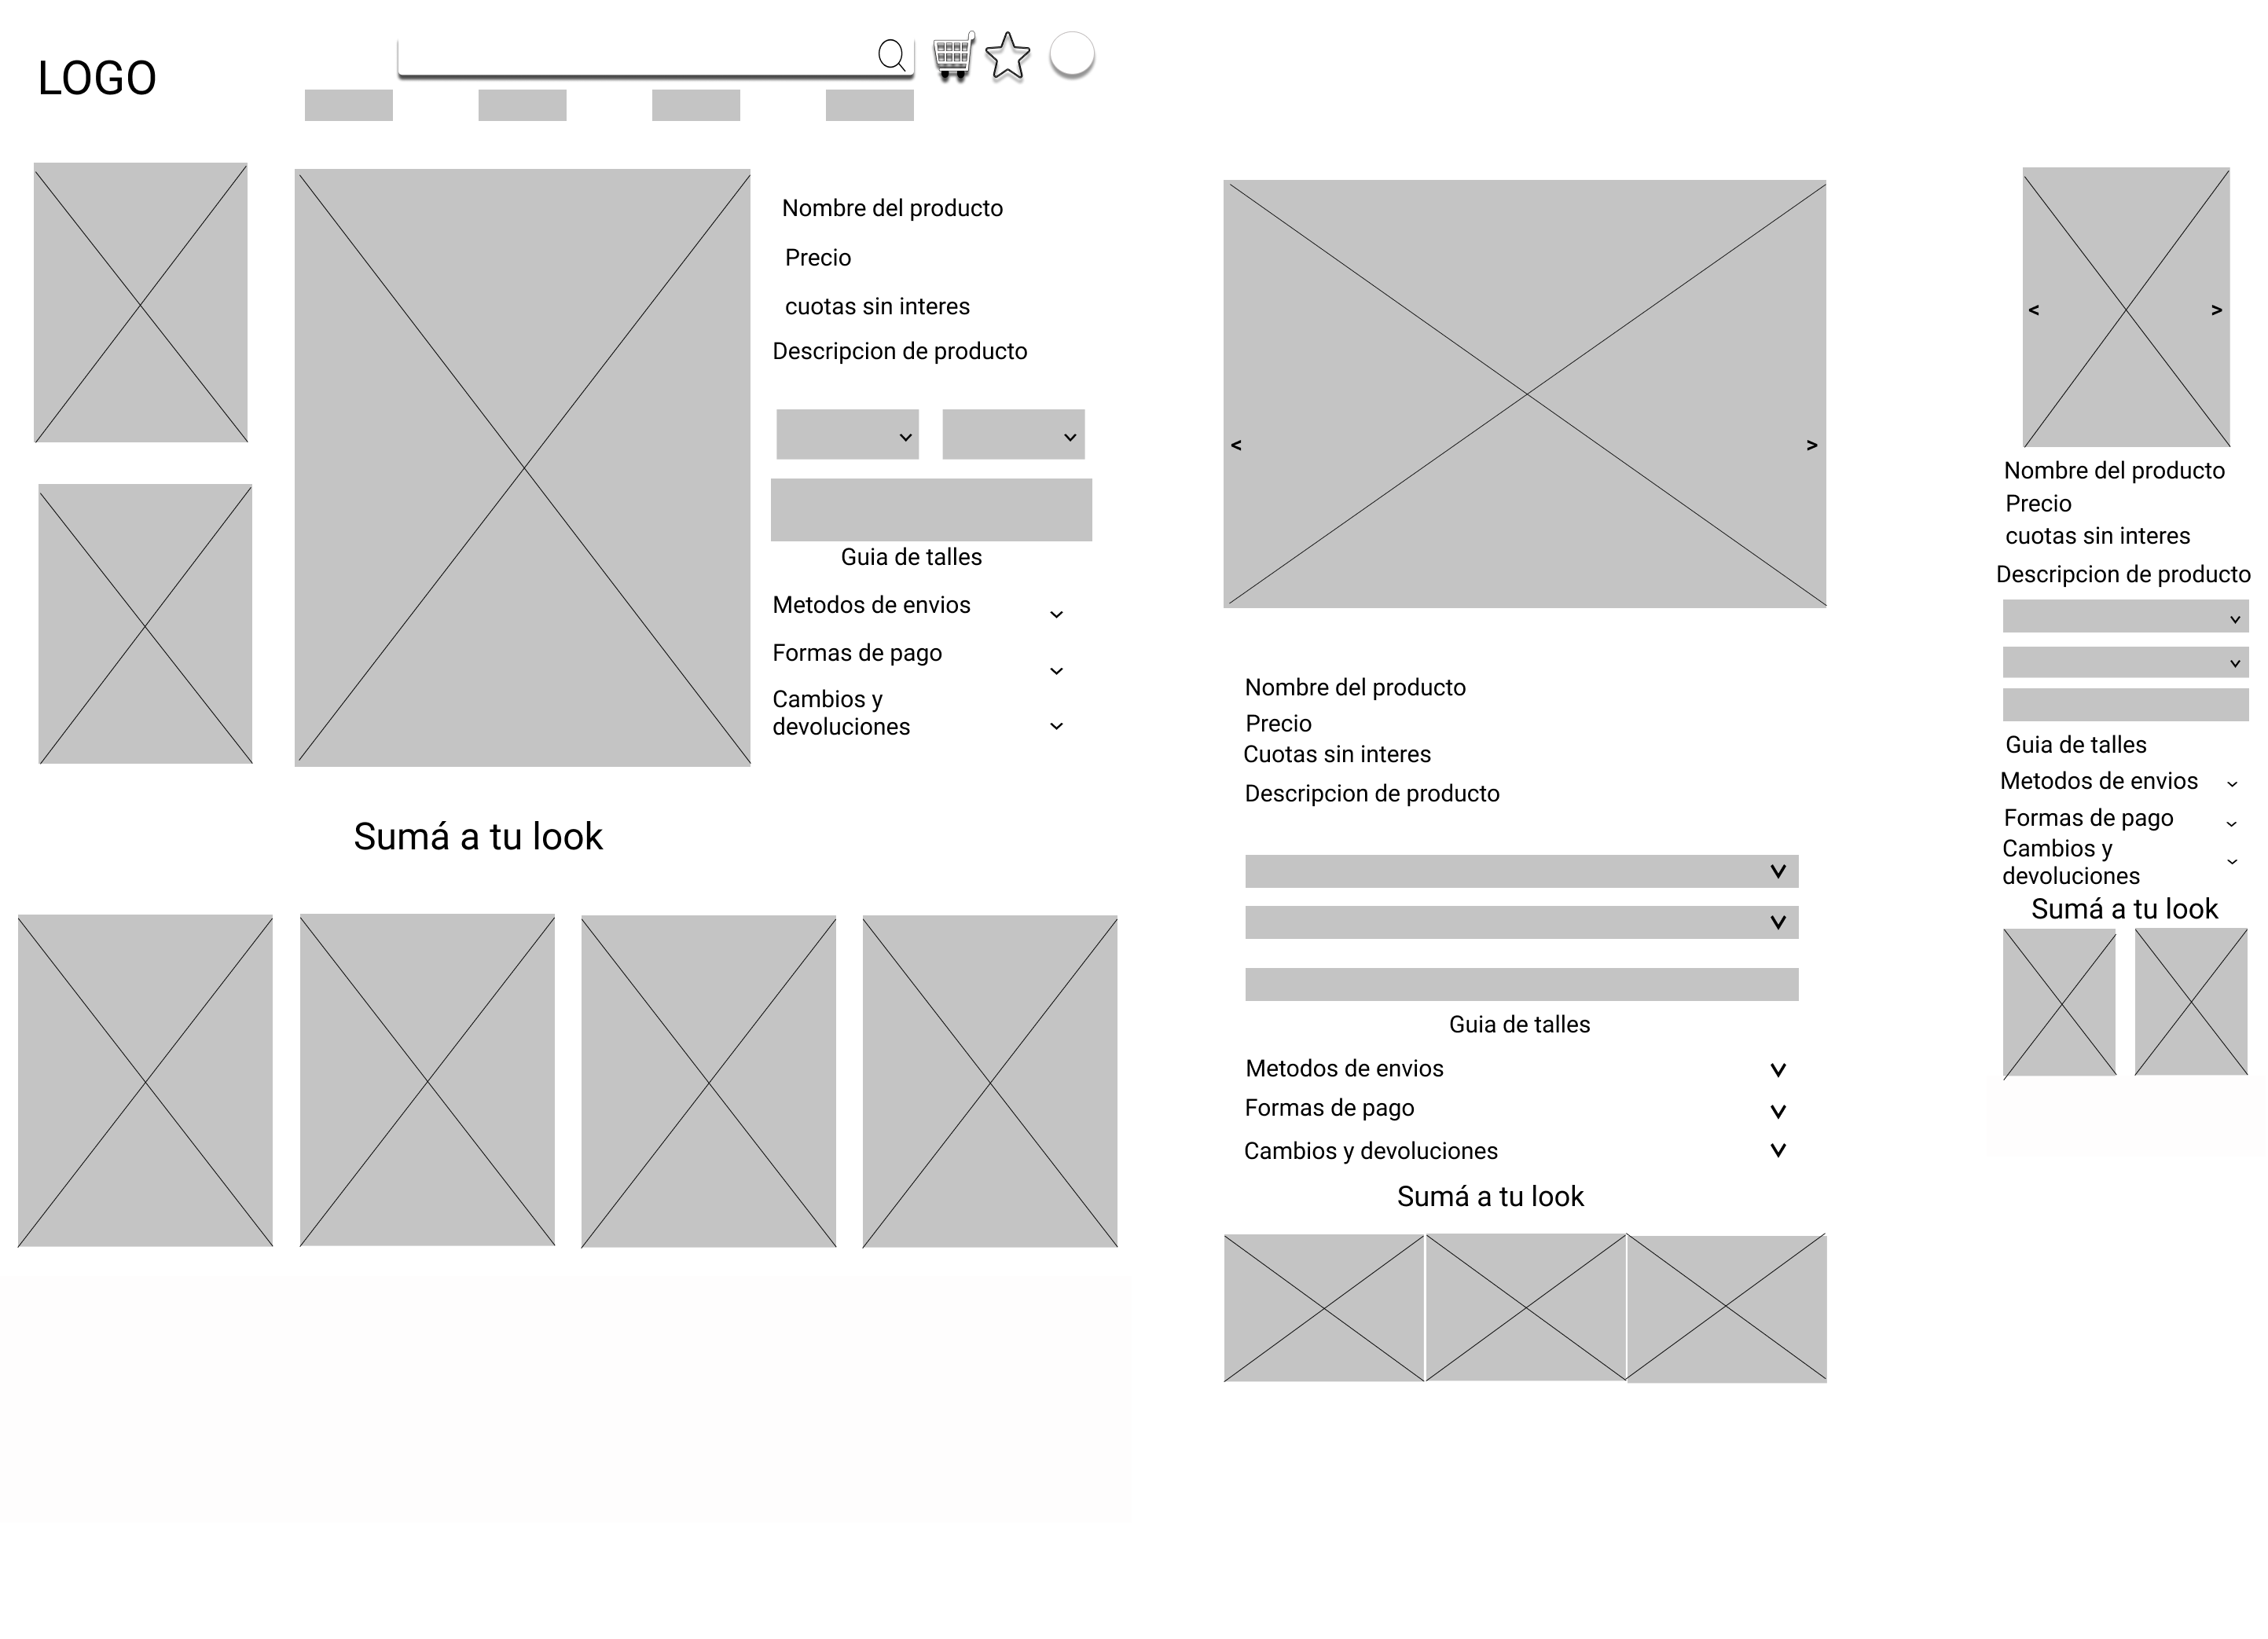 LOGO
Nombre del producto
Precio
cuotas sin interes
Descripcion de producto
Guia de talles
Metodos de envios
Formas de pago
Cambios y
devoluciones
Sumá a tu look
<
>
Nombre del producto
Precio
Cuotas sin interes
Descripcion de producto
Guia de talles
Metodos de envios
Formas de pago
Cambios y devoluciones
Sumá a tu look
<
>
Nombre del producto
Precio
cuotas sin interes
Descripcion de producto
Guia de talles
Metodos de envios
Formas de pago
Cambios y
devoluciones
Sumá a tu look